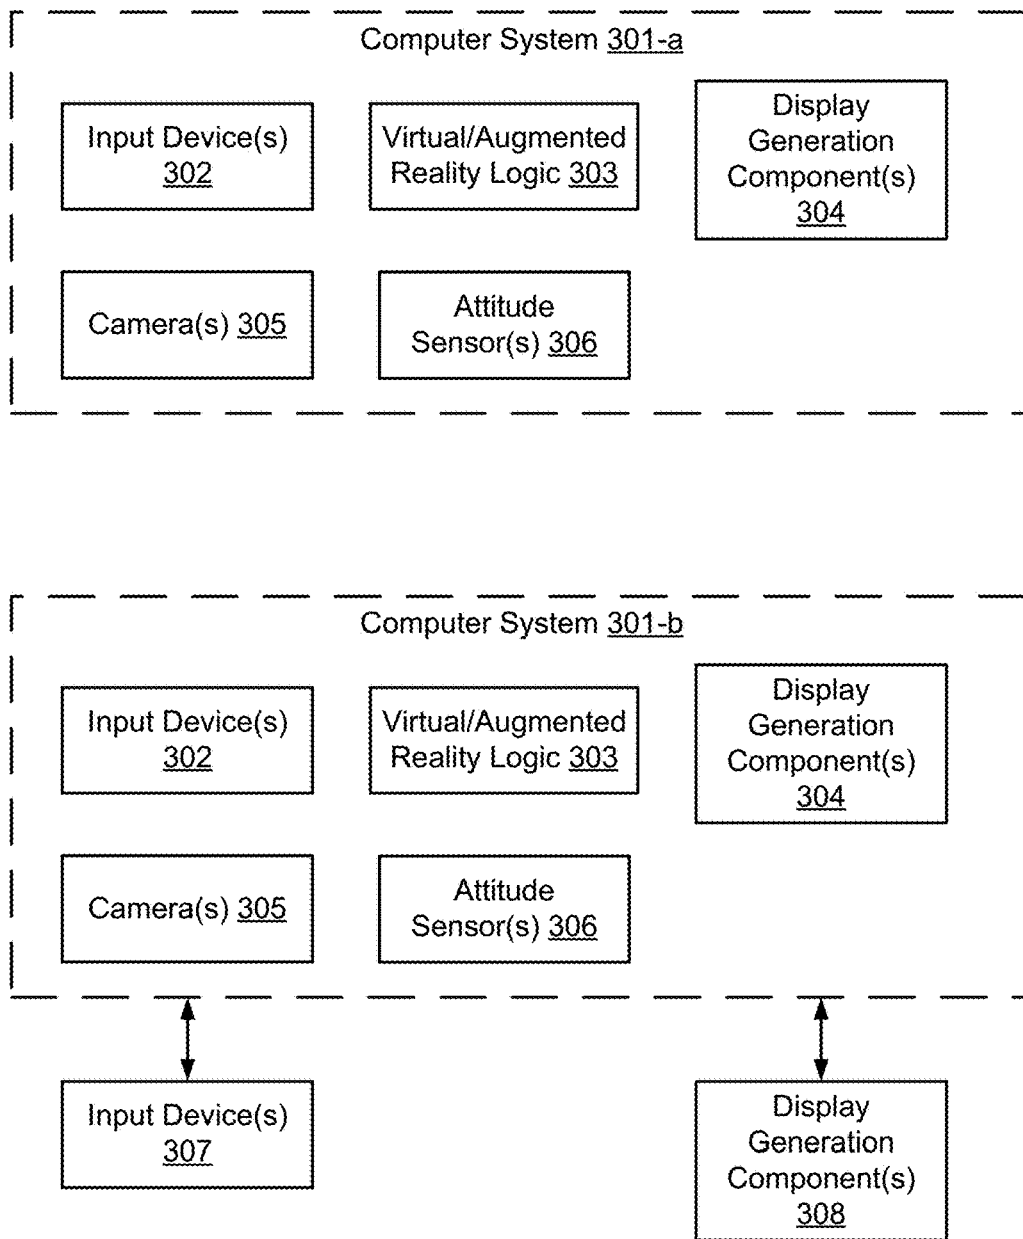 Computer System 301-a
Input Device(s)
302
Virtual/Augmented
Reality Logic 303
Display
Generation
Component(s)
304
Camera(s) 305
Attitude
Sensor(s) 306
Computer System 301-b
Input Device(s)
302
Virtual/Augmented
Reality Logic 303
Display
Generation
Component(s)
304
Camera(s) 305
Attitude
Sensor(s) 306
Input Device(s)
307
Display
Generation
Component(s)
308